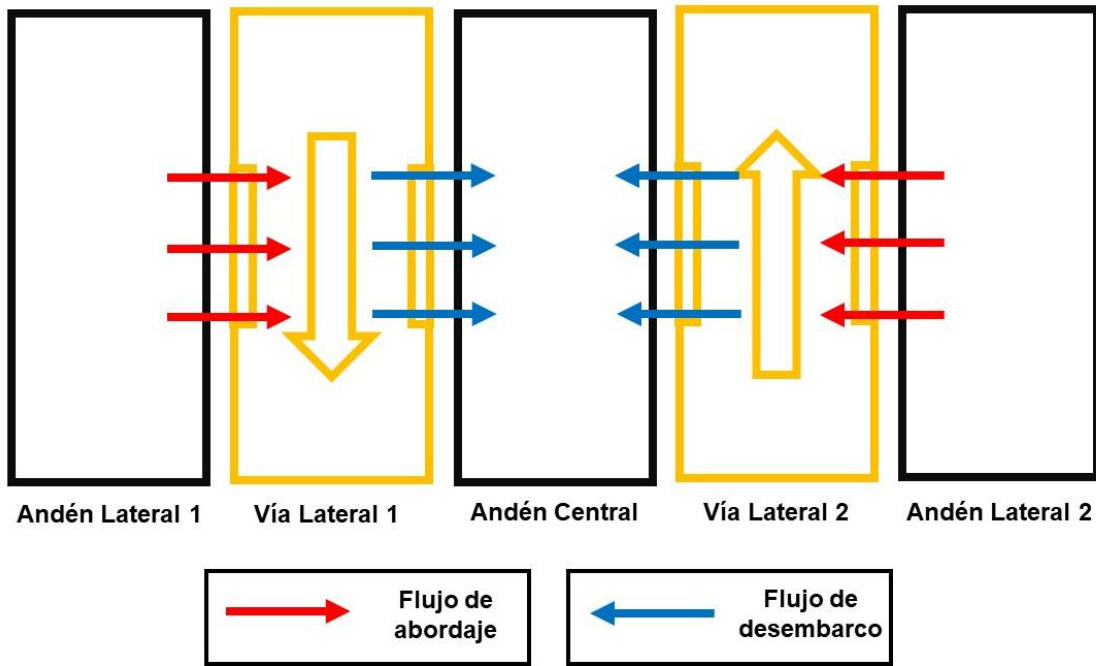 Andén Lateral 1
Vía Lateral 1
Andén Central
Vía Lateral 2
Andén Lateral 2
Flujo de
abordaje
Flujo de
desembarco